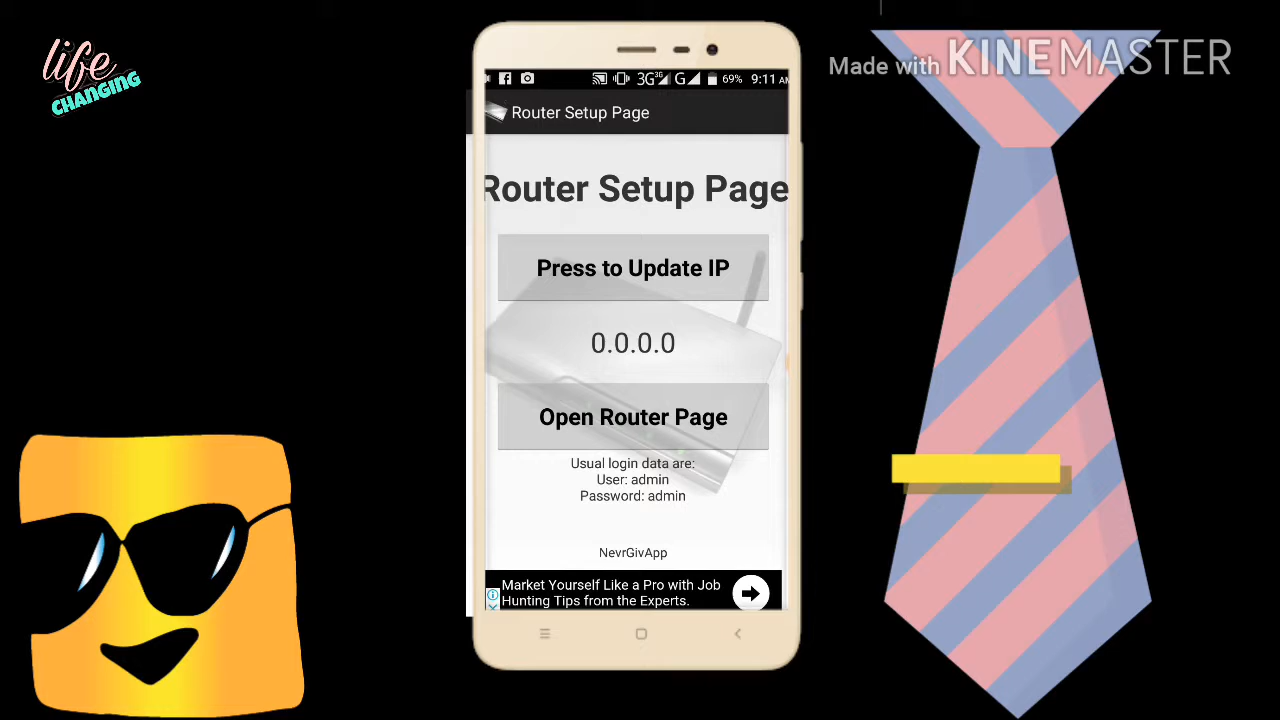 life
CHANGING
Made with KINEMASTER
3G 3G G 69% 9:11 AM
Router Setup Page
Router Setup Page
Press to Update IP
0.0.0.0
Open Router Page
Usual login data are:
User: admin
Password: admin
NevrGivApp
Market Yourself Like a Pro with Job
Hunting Tips from the Experts.